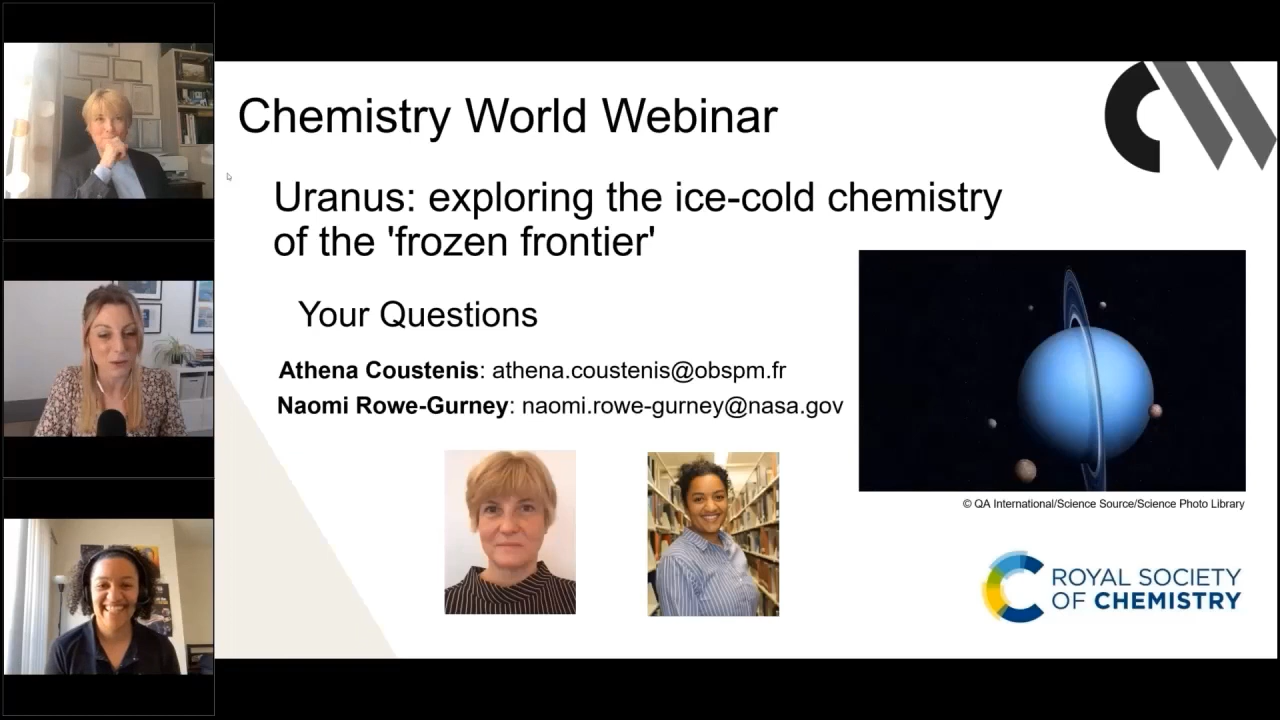 Chemistry World Webinar
Uranus: exploring the ice-cold chemistry
of the 'frozen frontier'
Your Questions
Athena Coustenis: athena.coustenis@obspm.fr
Naomi Rowe-Gurney: naomi.rowe-gurney@nasa.gov
© QA International/Science Source/Science Photo Library
ROYAL SOCIETY
OF CHEMISTRY